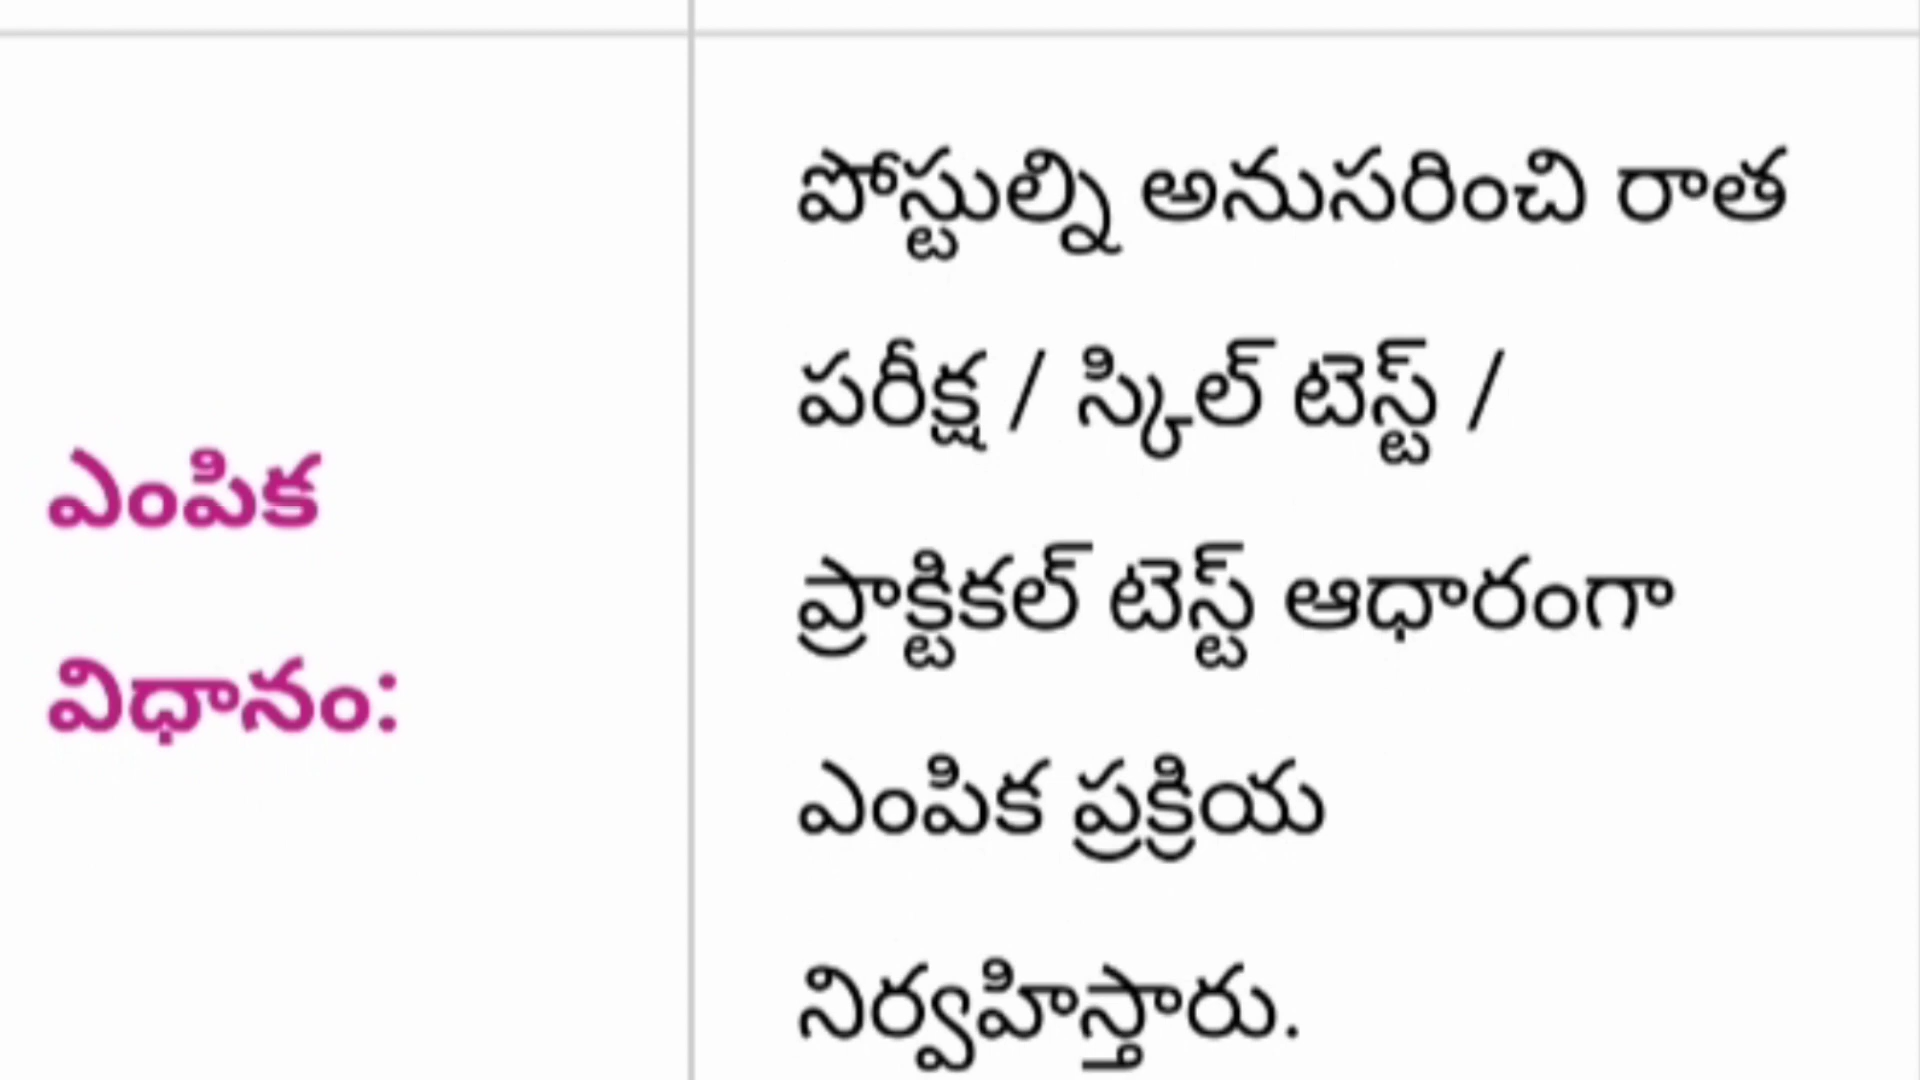 ఎంపిక
విధానం:
పోస్టుల్ని అనుసరించి రాత
పరీక్ష / స్కిల్ టెస్ట్ /
ప్రాక్టికల్ టెస్ట్ ఆధారంగా
ఎంపిక ప్రక్రియ
నిర్వహిస్తారు.